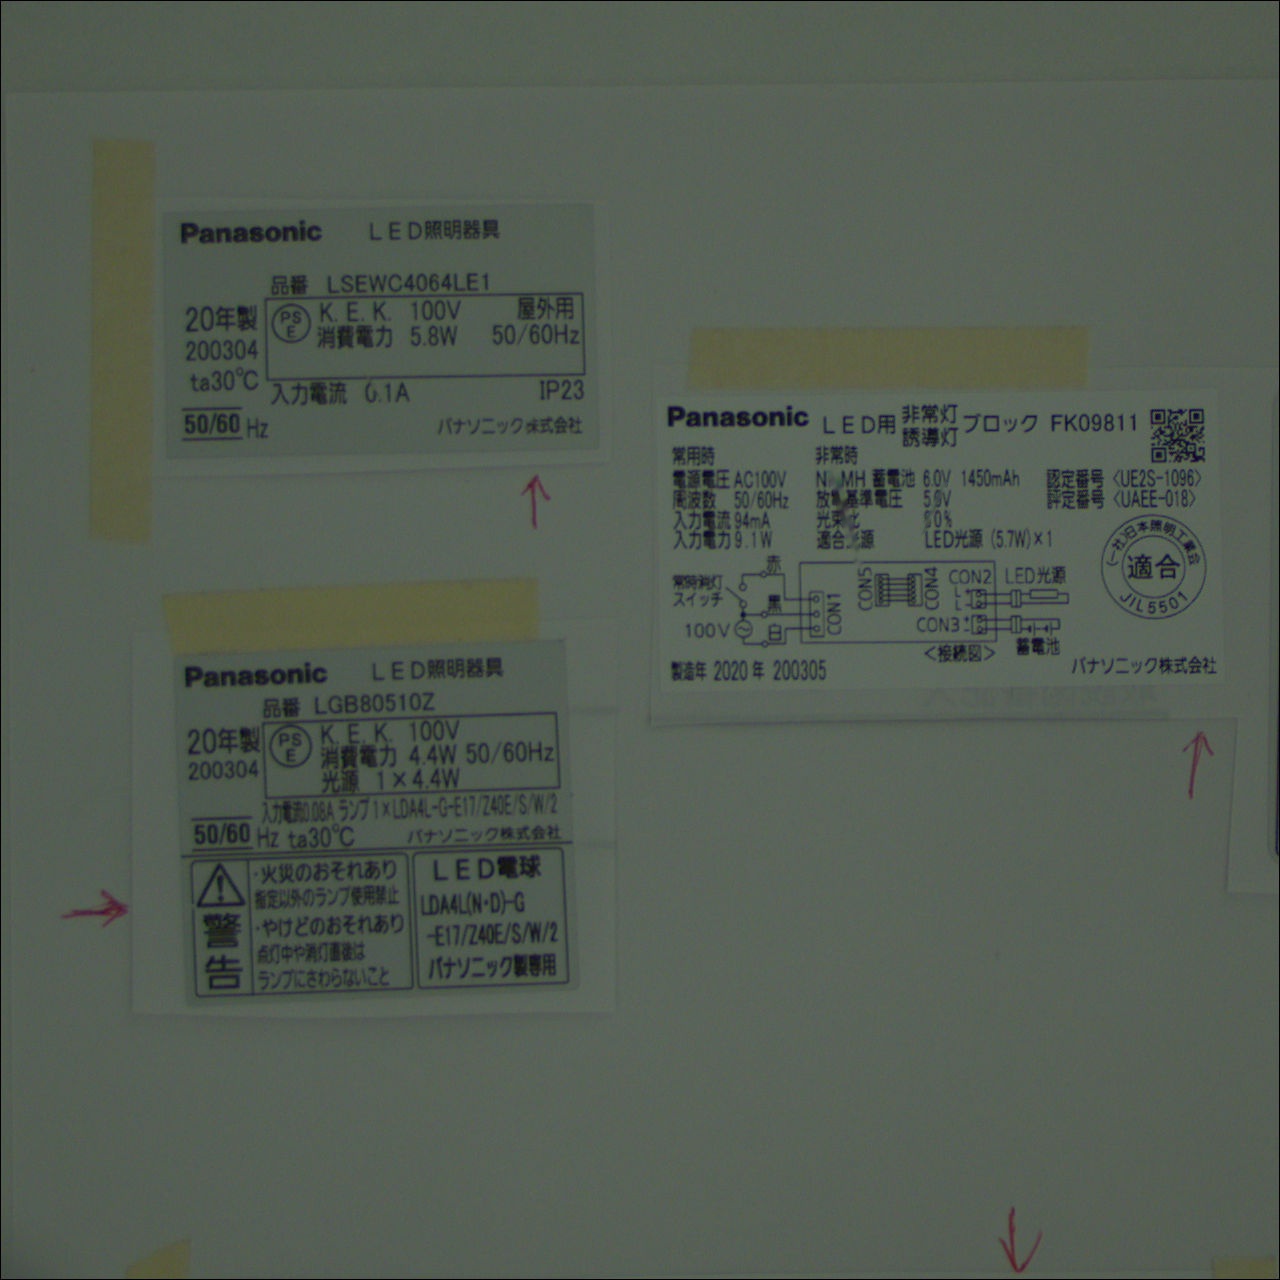 Panasonic LED照明器具
品番 LSEWC4064LE1
20年製
200304
ta30℃
50/60 Hz
PS
E
K. E. K. 100V 屋外用
消費電力 5.8W 50/60Hz
入力電流 0.1A IP23
パナソニック株式会社
Panasonic LED用 非常灯 誘導灯 ブロック FK09811
常用時
電源電圧 AC100V
周波数 50/60Hz
入力電流 94mA
入力電力 9.1W
非常時
MH 蓄電池 6.0V 1450mAh
基準電圧
光源 LED光源 (5.7W)×1
認定番号 〈UE2S-1096〉
評定番号 〈UAEE-018〉
(一社)日本照明工業会
適合
JIL5501
常時消灯
スイッチ
100V
赤
黒
白
CON1
CON5
CON4
CON2 LED光源
L+
L-
CON3 +
-
蓄電池
<接続図>
製造年 2020年 200305
パナソニック株式会社
Panasonic LED照明器具
品番 LGB80510Z
20年製
200304
PS
E
K. E. K. 100V
消費電力 4.4W 50/60Hz
光源 1×4.4W
入力電流0.08A ランプ1×LDA4L-G-E17/Z40E/S/W/2
50/60 Hz ta30℃ パナソニック株式会社
警告
・火災のおそれあり
指定以外のランプ使用禁止
・やけどのおそれあり
点灯中や消灯直後は
ランプにさわらないこと
LED電球
LDA4L(N・D)-G
-E17/Z40E/S/W/2
パナソニック製専用